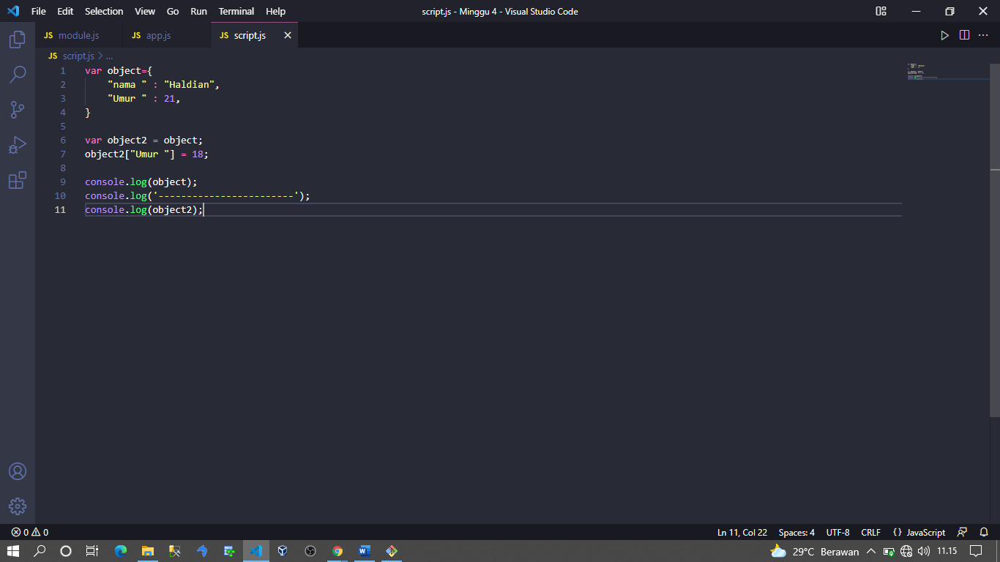 File Edit Selection View Go Run Terminal Help script.js - Minggu 4 - Visual Studio Code
JS module.js JS app.js JS script.js
JS script.js > ...
1 var object={
2     "nama " : "Haldian",
3     "Umur " : 21,
4 }
5
6 var object2 = object;
7 object2["Umur "] = 18;
8
9 console.log(object);
10 console.log('------------------------');
11 console.log(object2);
0 0 Ln 11, Col 22 Spaces: 4 UTF-8 CRLF {} JavaScript
29°C Berawan 11.15